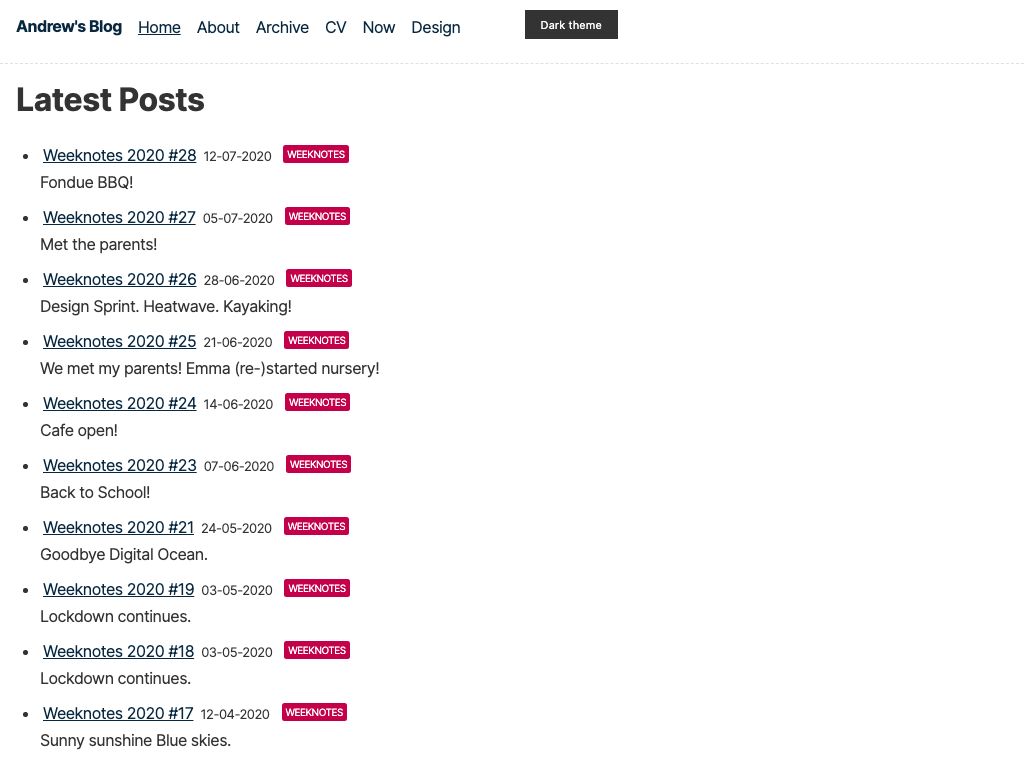 Andrew's Blog Home About Archive CV Now Design Dark theme
Latest Posts
Weeknotes 2020 #28 12-07-2020 WEEKNOTES
Fondue BBQ!
Weeknotes 2020 #27 05-07-2020 WEEKNOTES
Met the parents!
Weeknotes 2020 #26 28-06-2020 WEEKNOTES
Design Sprint. Heatwave. Kayaking!
Weeknotes 2020 #25 21-06-2020 WEEKNOTES
We met my parents! Emma (re-)started nursery!
Weeknotes 2020 #24 14-06-2020 WEEKNOTES
Cafe open!
Weeknotes 2020 #23 07-06-2020 WEEKNOTES
Back to School!
Weeknotes 2020 #21 24-05-2020 WEEKNOTES
Goodbye Digital Ocean.
Weeknotes 2020 #19 03-05-2020 WEEKNOTES
Lockdown continues.
Weeknotes 2020 #18 03-05-2020 WEEKNOTES
Lockdown continues.
Weeknotes 2020 #17 12-04-2020 WEEKNOTES
Sunny sunshine Blue skies.